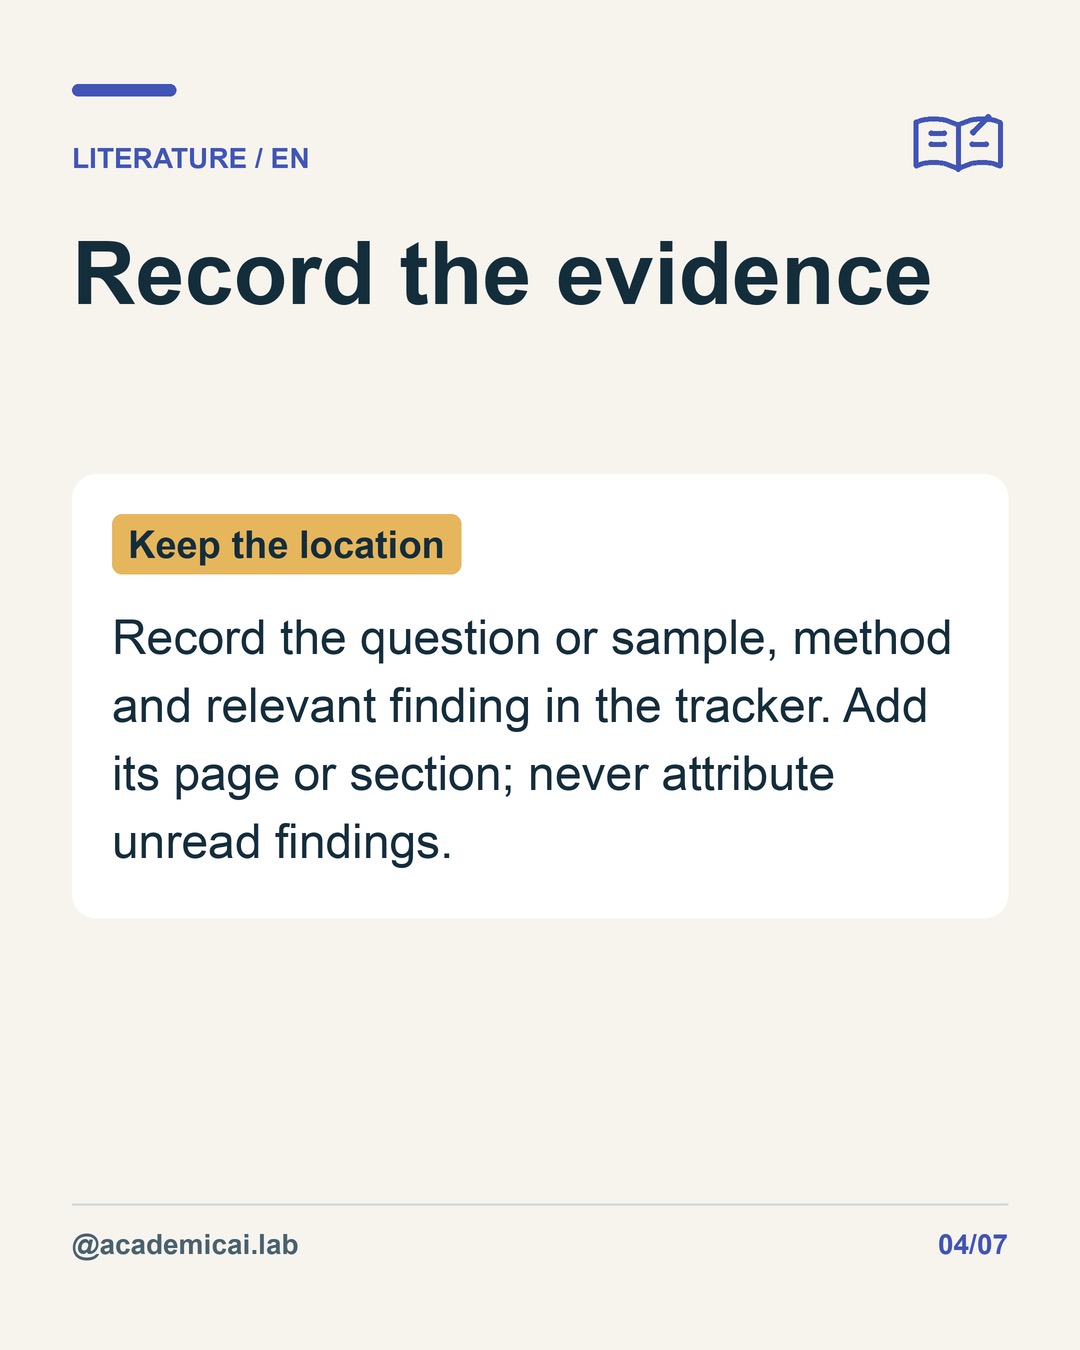 LITERATURE / EN
Record the evidence
Keep the location
Record the question or sample, method
and relevant finding in the tracker. Add
its page or section; never attribute
unread findings.
@academicai.lab
04/07